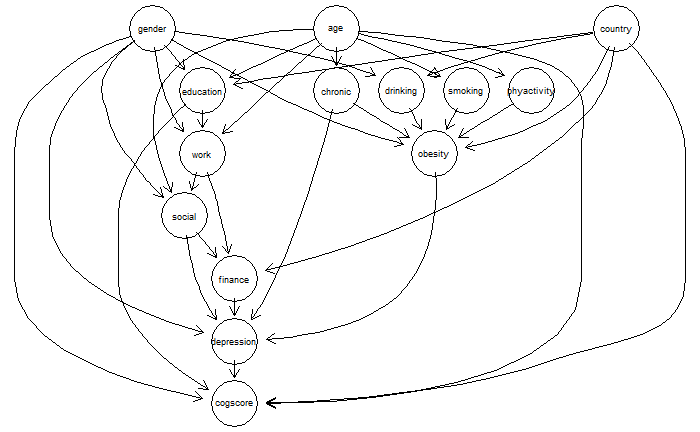 gender
age
country
education
chronic
drinking
smoking
phyactivity
work
obesity
social
finance
depression
cogscore